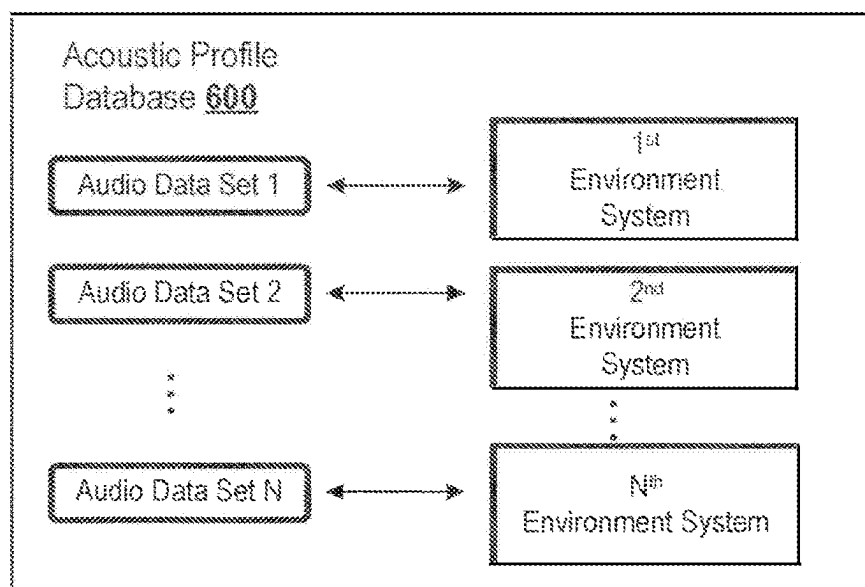 Acoustic Profile
Database 600
Audio Data Set 1
1st
Environment
System
Audio Data Set 2
2nd
Environment
System
Audio Data Set N
Nth
Environment System